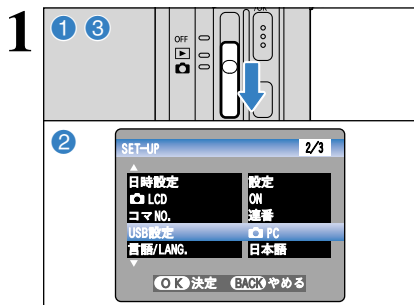 1
1 3
OFF
2
SET-UP 2/3
日時設定 設定
LCD ON
コマNO. 連番
USB設定 PC
言語/LANG. 日本語
OK 決定 BACK やめる